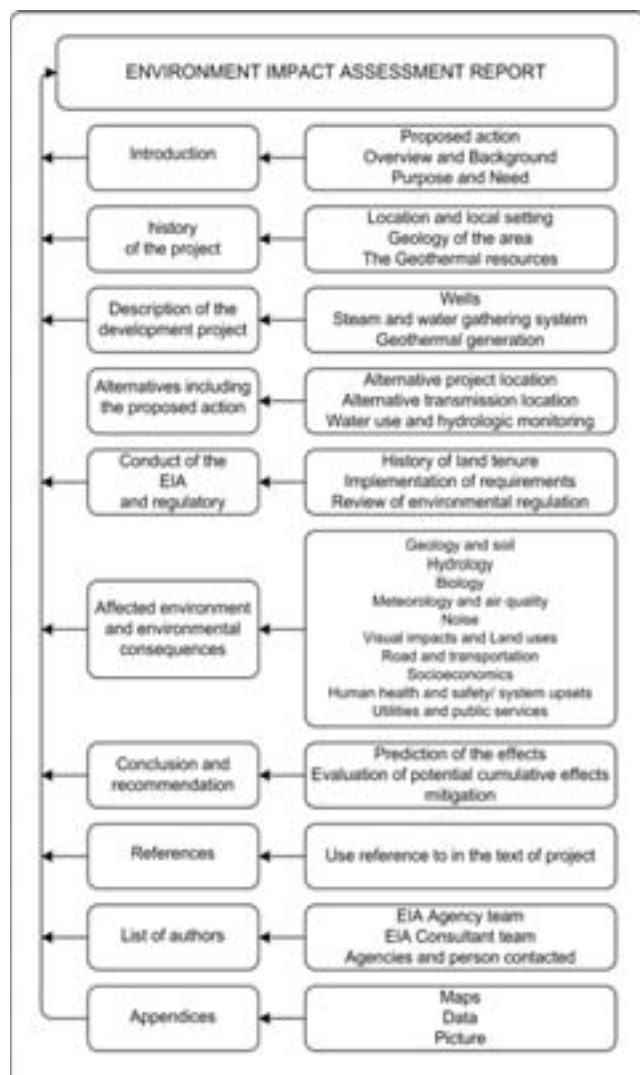 ENVIRONMENT IMPACT ASSESSMENT REPORT
Introduction
Proposed action
Overview and Background
Purpose and Need
history
of the project
Location and local setting
Geology of the area
The Geothermal resources
Description of the
development project
Wells
Steam and water gathering system
Geothermal generation
Alternatives including
the proposed action
Alternative project location
Alternative transmission location
Water use and hydrologic monitoring
Conduct of the
EIA
and regulatory
History of land tenure
Implementation of requirements
Review of environmental regulation
Affected environment
and environmental
consequences
Geology and soil
Hydrology
Biology
Meteorology and air quality
Noise
Visual impacts and Land uses
Road and transportation
Socioeconomics
Human health and safety/ system upsets
Utilities and public services
Conclusion and
recommendation
Prediction of the effects
Evaluation of potential cumulative effects
mitigation
References
Use reference to in the text of project
List of authors
EIA Agency team
EIA Consultant team
Agencies and person contacted
Appendices
Maps
Data
Picture